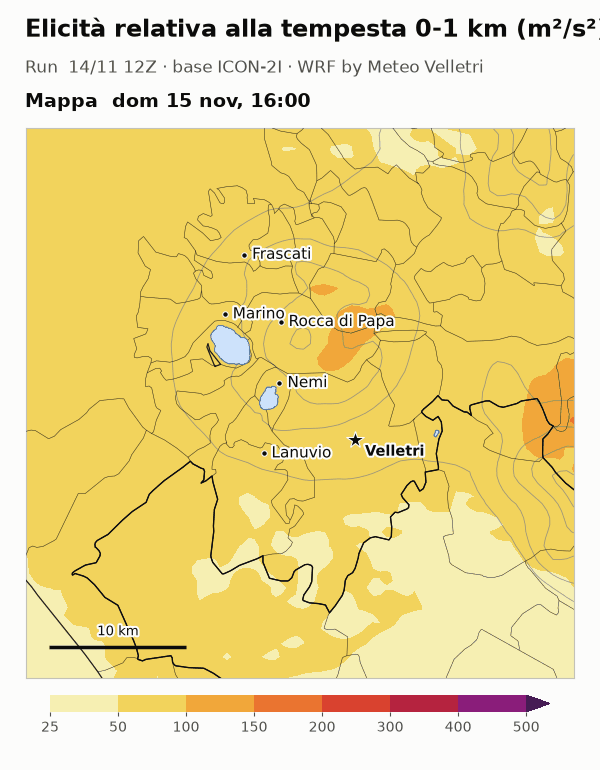 Elicità relativa alla tempesta 0-1 km (m²/s²)
Run 14/11 12Z · base ICON-2I · WRF by Meteo Velletri
Mappa dom 15 nov, 16:00
Frascati
Marino
Rocca di Papa
Nemi
Velletri
Lanuvio
10 km
25 50 100 150 200 300 400 500